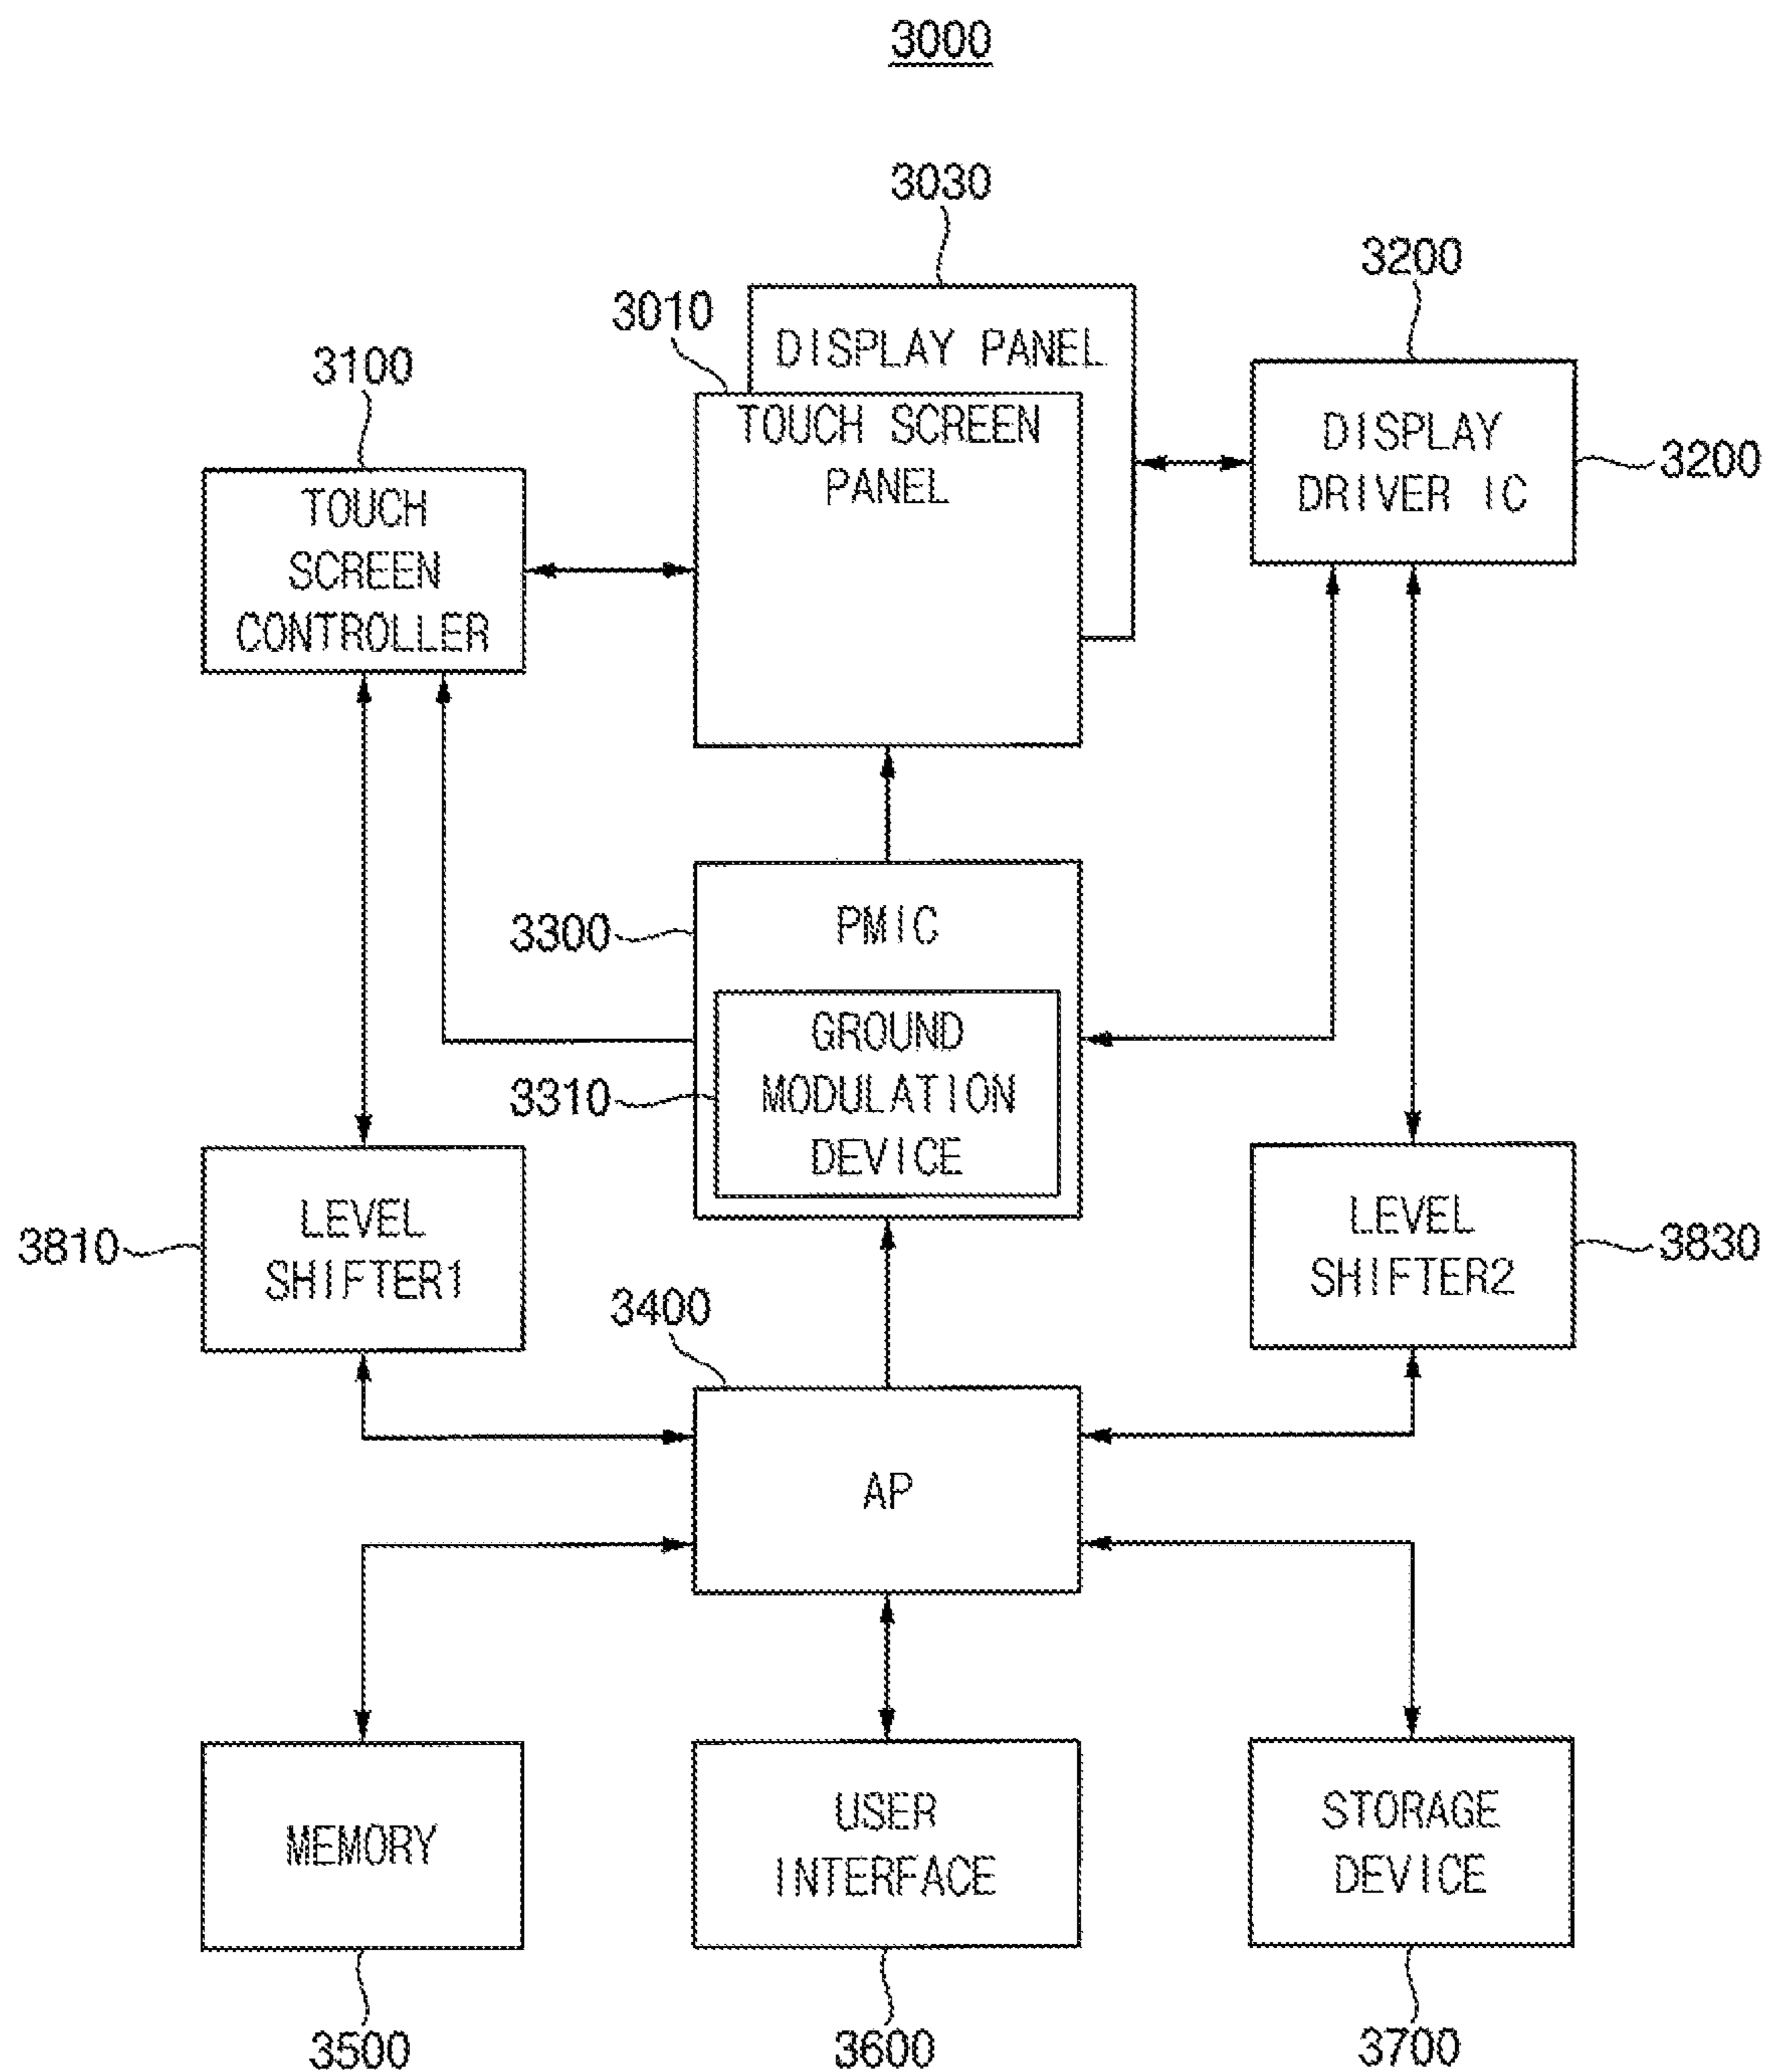 3000
3030
3200
3010
DISPLAY PANEL
3100
TOUCH SCREEN
PANEL
DISPLAY
DRIVER IC
3200
TOUCH
SCREEN
CONTROLLER
3300
PMIC
GROUND
MODULATION
DEVICE
3310
LEVEL
SHIFTER1
3810
LEVEL
SHIFTER2
3830
3400
AP
MEMORY
USER
INTERFACE
STORAGE
DEVICE
3500
3600
3700